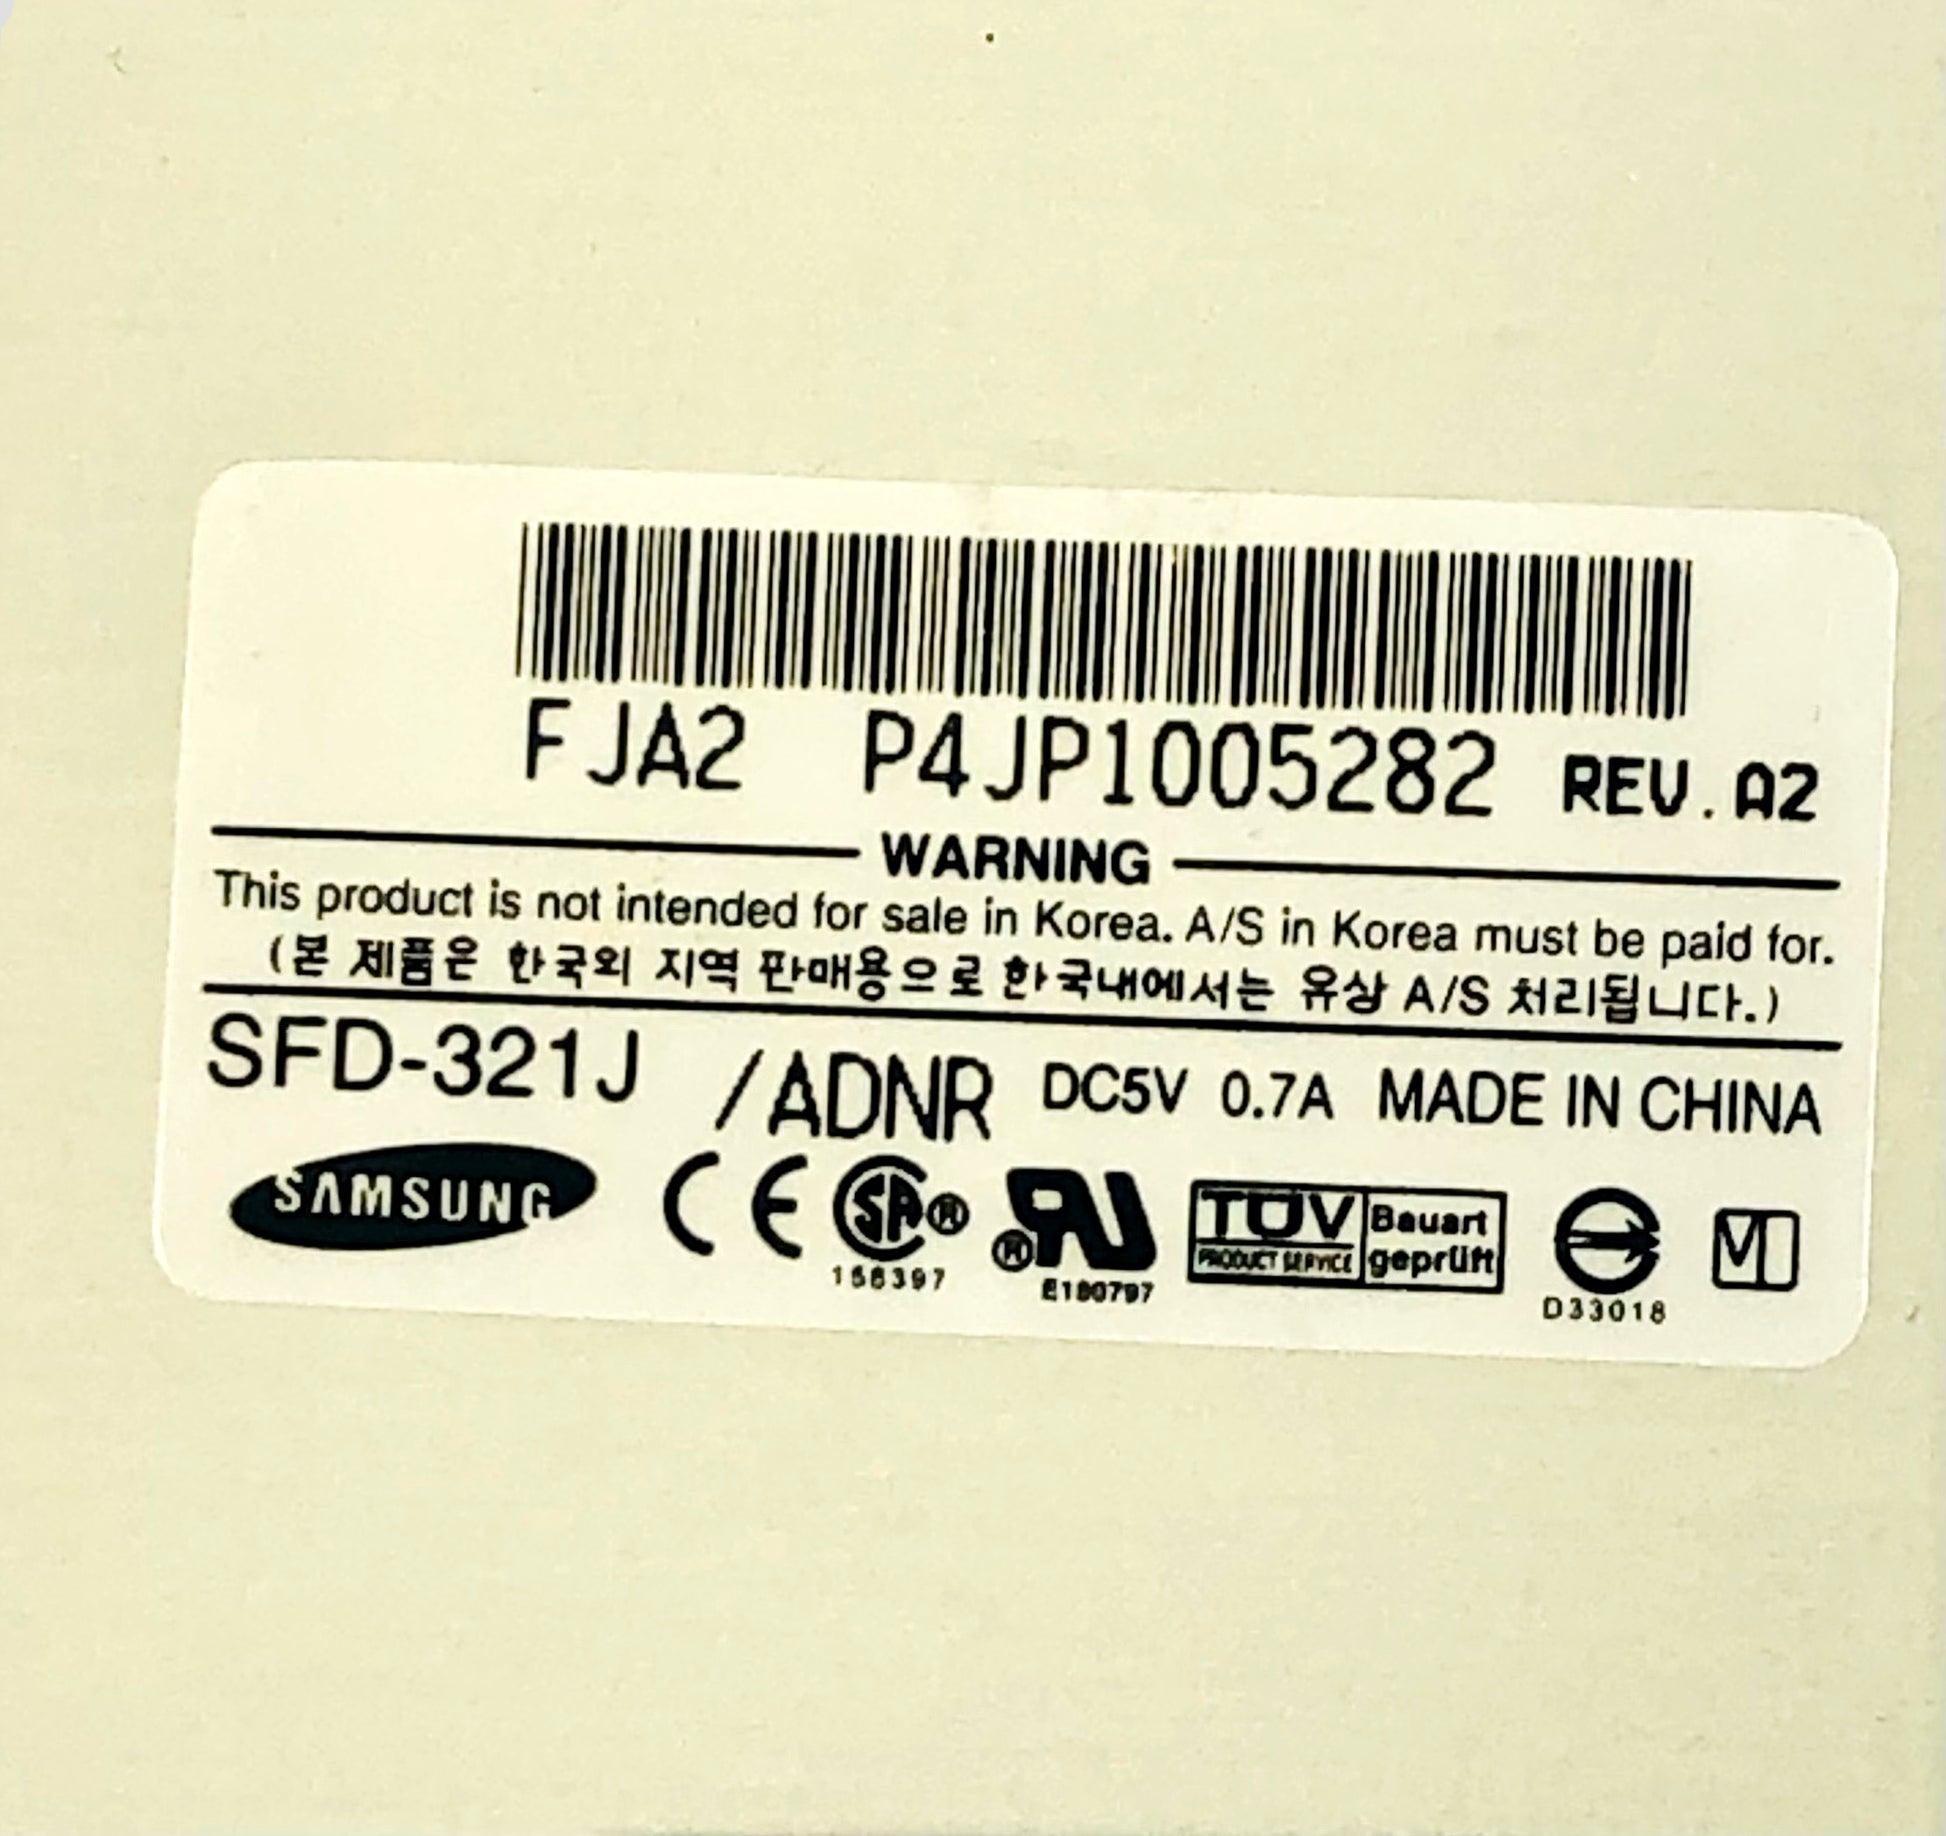 FJA2 P4JP1005282 REV. A2
WARNING
This product is not intended for sale in Korea. A/S in Korea must be paid for.
(본 제품은 한국외 지역 판매용으로 한국내에서는 유상 A/S 처리됩니다.)
SFD-321J /ADNR DC5V 0.7A MADE IN CHINA
SAMSUNG CE SA® ® TÜV Bauart
PRODUCT SERVICE geprüft
E180797
D33018